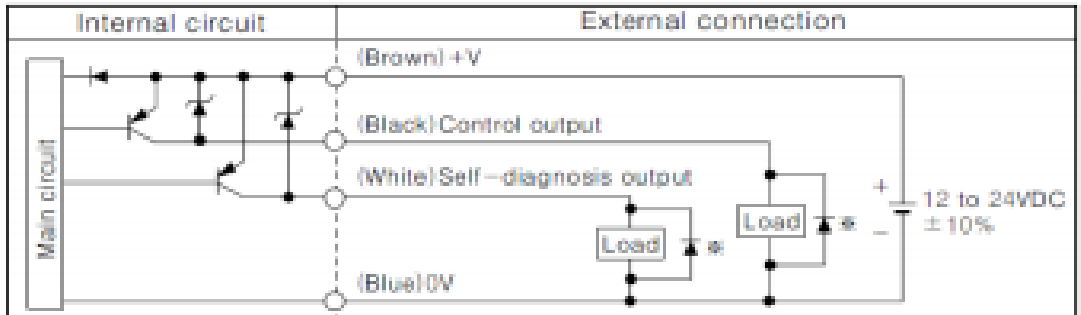 Internal circuit
External connection
(Brown)+V
(Black)Control output
(White)Self-diagnosis output
Main circuit
Load
*
Load
*
+
-
12 to 24VDC
±10%
(Blue)0V